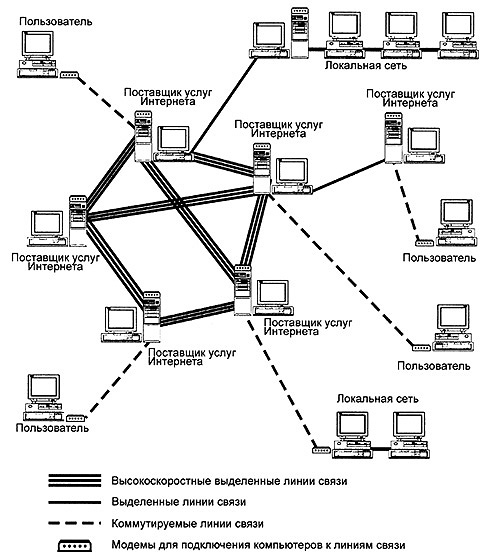 Пользователь
Локальная сеть
Поставщик услуг
Интернета
Поставщик услуг
Интернета
Поставщик услуг
Интернета
Пользователь
Поставщик услуг
Интернета
Поставщик услуг
Интернета
Поставщик услуг
Интернета
Пользователь
Локальная сеть
Пользователь
Высокоскоростные выделенные линии связи
Выделенные линии связи
Коммутируемые линии связи
Модемы для подключения компьютеров к линиям связи